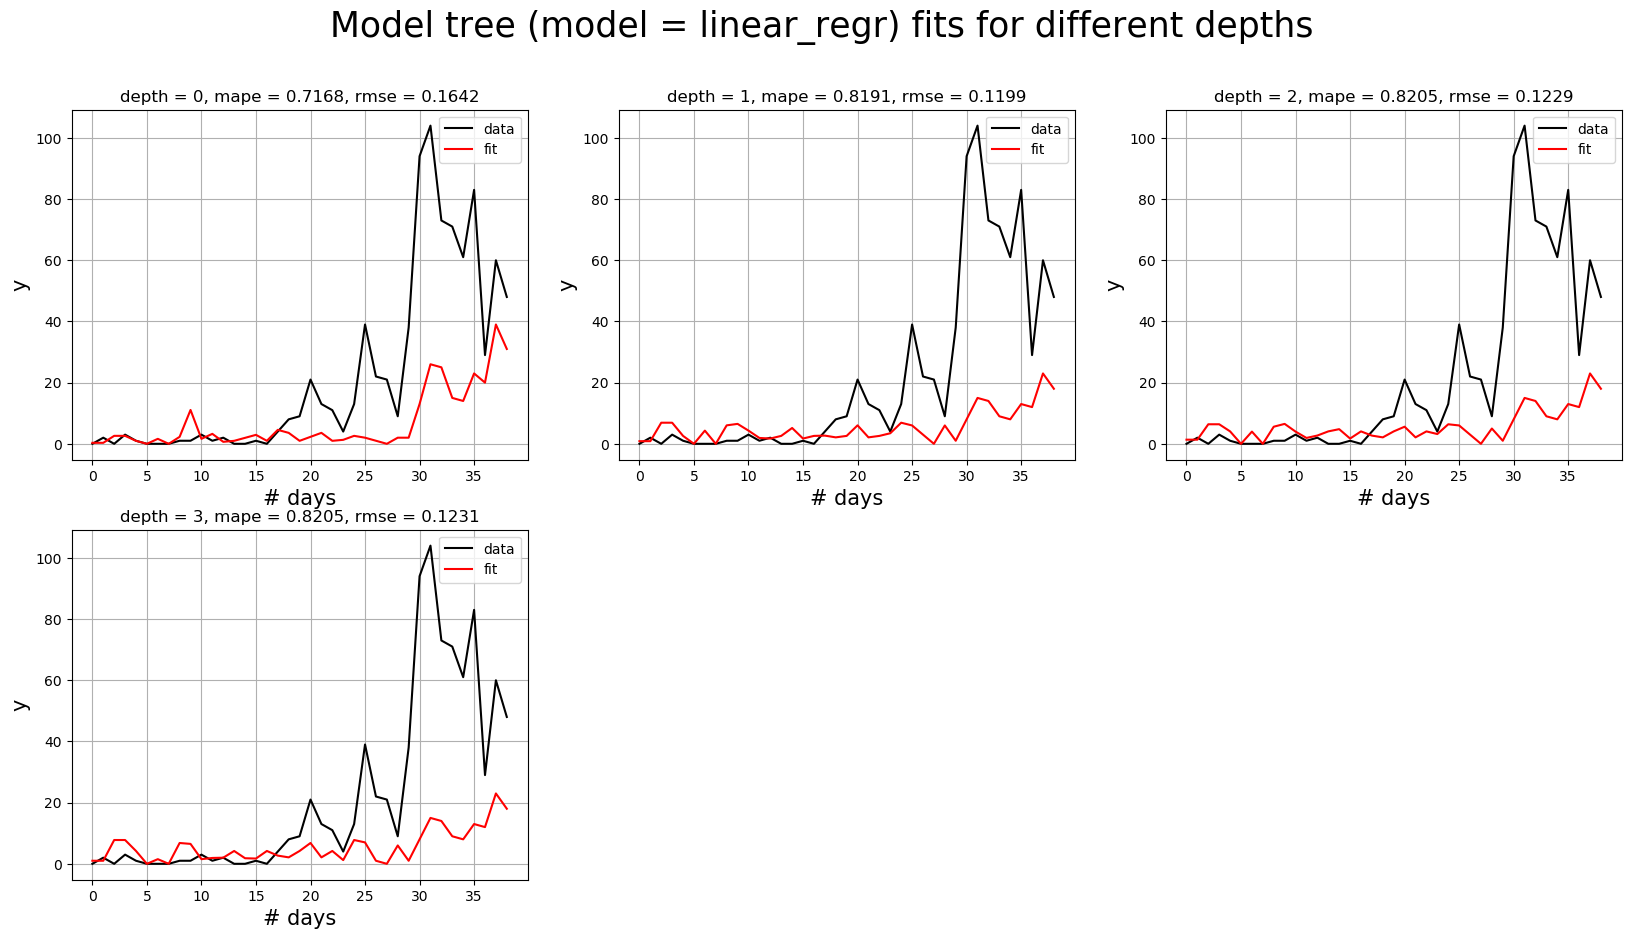 Model tree (model = linear_regr) fits for different depths
depth = 0, mape = 0.7168, rmse = 0.1642
100
80
60
40
20
0
y
data
fit
0 5 10 15 20 25 30 35
# days
depth = 1, mape = 0.8191, rmse = 0.1199
100
80
60
40
20
0
y
data
fit
0 5 10 15 20 25 30 35
# days
depth = 2, mape = 0.8205, rmse = 0.1229
100
80
60
40
20
0
y
data
fit
0 5 10 15 20 25 30 35
# days
depth = 3, mape = 0.8205, rmse = 0.1231
100
80
60
40
20
0
y
data
fit
0 5 10 15 20 25 30 35
# days